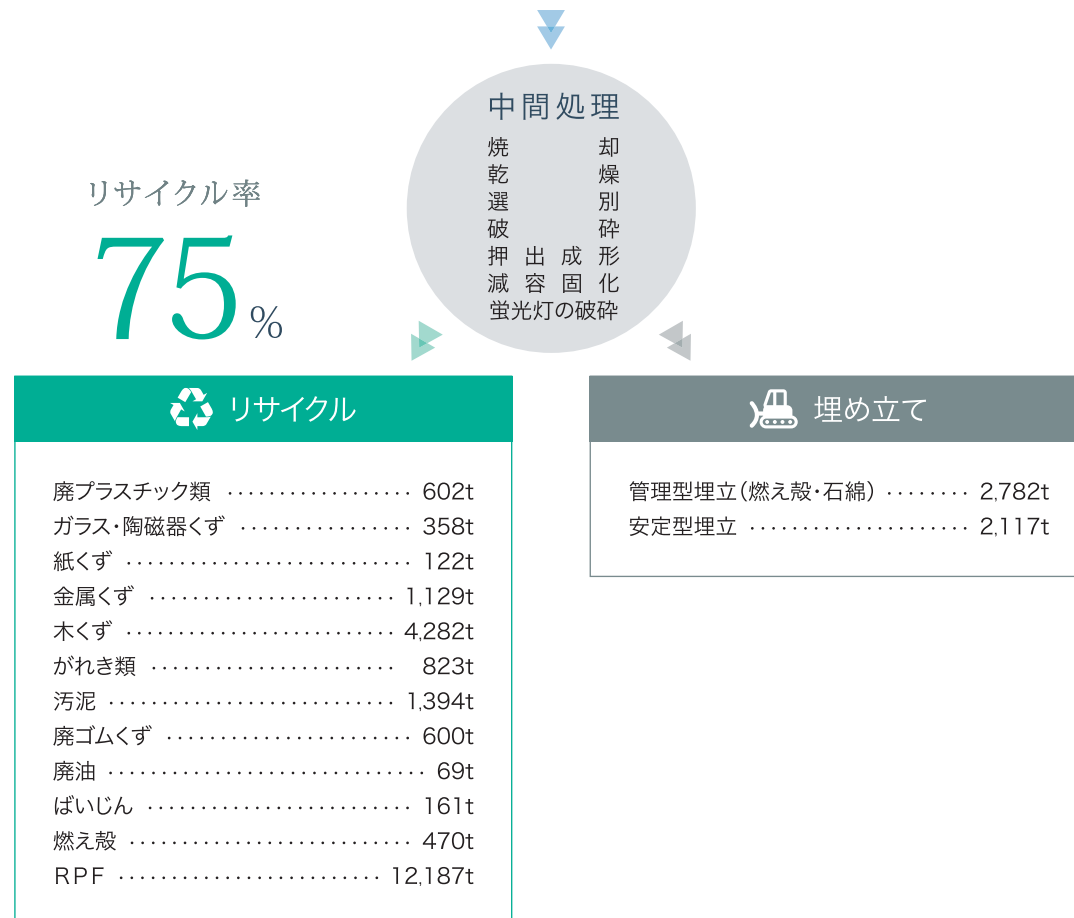 中間処理
焼却
乾燥
選別
破砕
押出成形
減容固化
蛍光灯の破砕
リサイクル率
75%
リサイクル
廃プラスチック類 ‥‥‥‥‥‥‥‥‥ 602t
ガラス・陶磁器くず ‥‥‥‥‥‥‥‥ 358t
紙くず ‥‥‥‥‥‥‥‥‥‥‥‥‥ 122t
金属くず ‥‥‥‥‥‥‥‥‥‥‥‥ 1,129t
木くず ‥‥‥‥‥‥‥‥‥‥‥‥‥ 4,282t
がれき類 ‥‥‥‥‥‥‥‥‥‥‥‥ 823t
汚泥 ‥‥‥‥‥‥‥‥‥‥‥‥‥‥ 1,394t
廃ゴムくず ‥‥‥‥‥‥‥‥‥‥‥‥ 600t
廃油 ‥‥‥‥‥‥‥‥‥‥‥‥‥‥‥ 69t
ばいじん ‥‥‥‥‥‥‥‥‥‥‥‥‥ 161t
燃え殻 ‥‥‥‥‥‥‥‥‥‥‥‥‥ 470t
RPF ‥‥‥‥‥‥‥‥‥‥‥‥‥ 12,187t
埋め立て
管理型埋立(燃え殻・石綿) ‥‥‥‥ 2,782t
安定型埋立 ‥‥‥‥‥‥‥‥‥‥‥ 2,117t